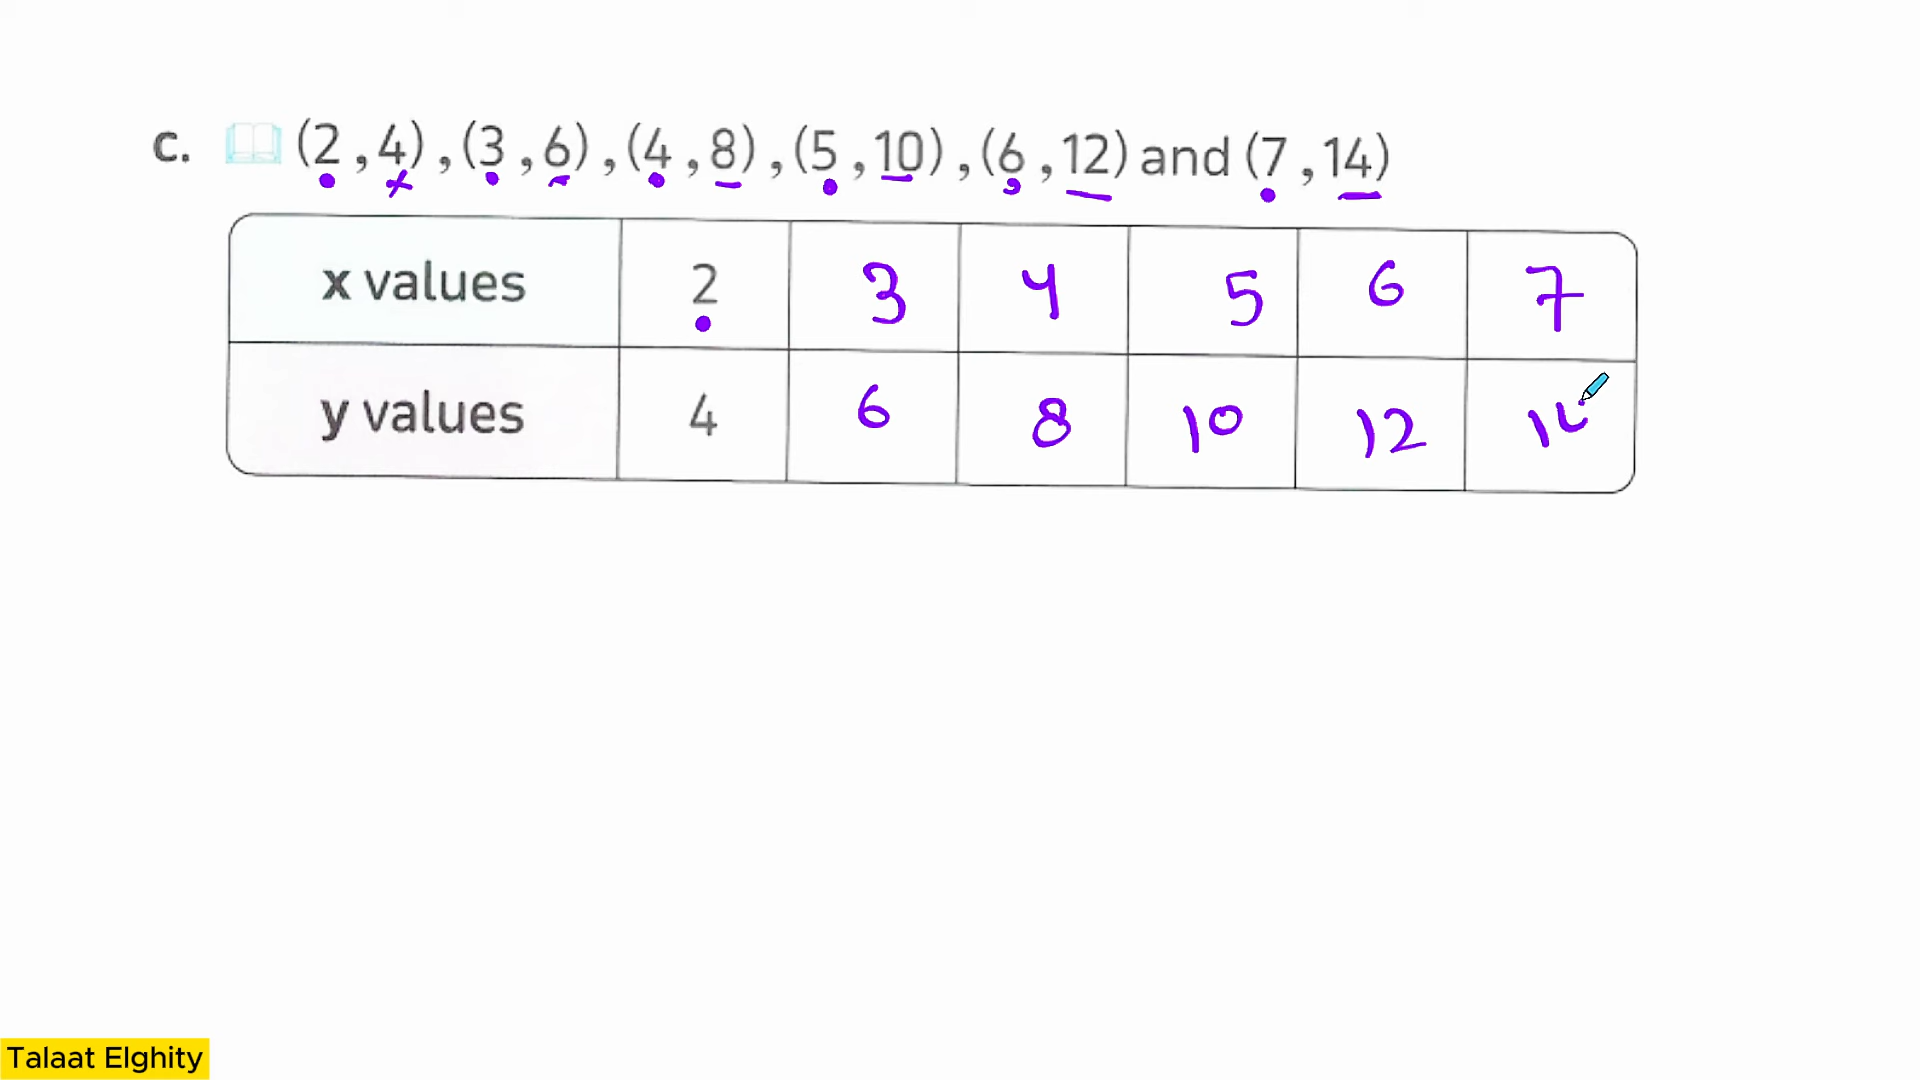 c. (2,4),(3,6),(4,8),(5,10),(6,12) and (7,14)
x values 2 3 4 5 6 7
y values 4 6 8 10 12 14
Talaat Elghity